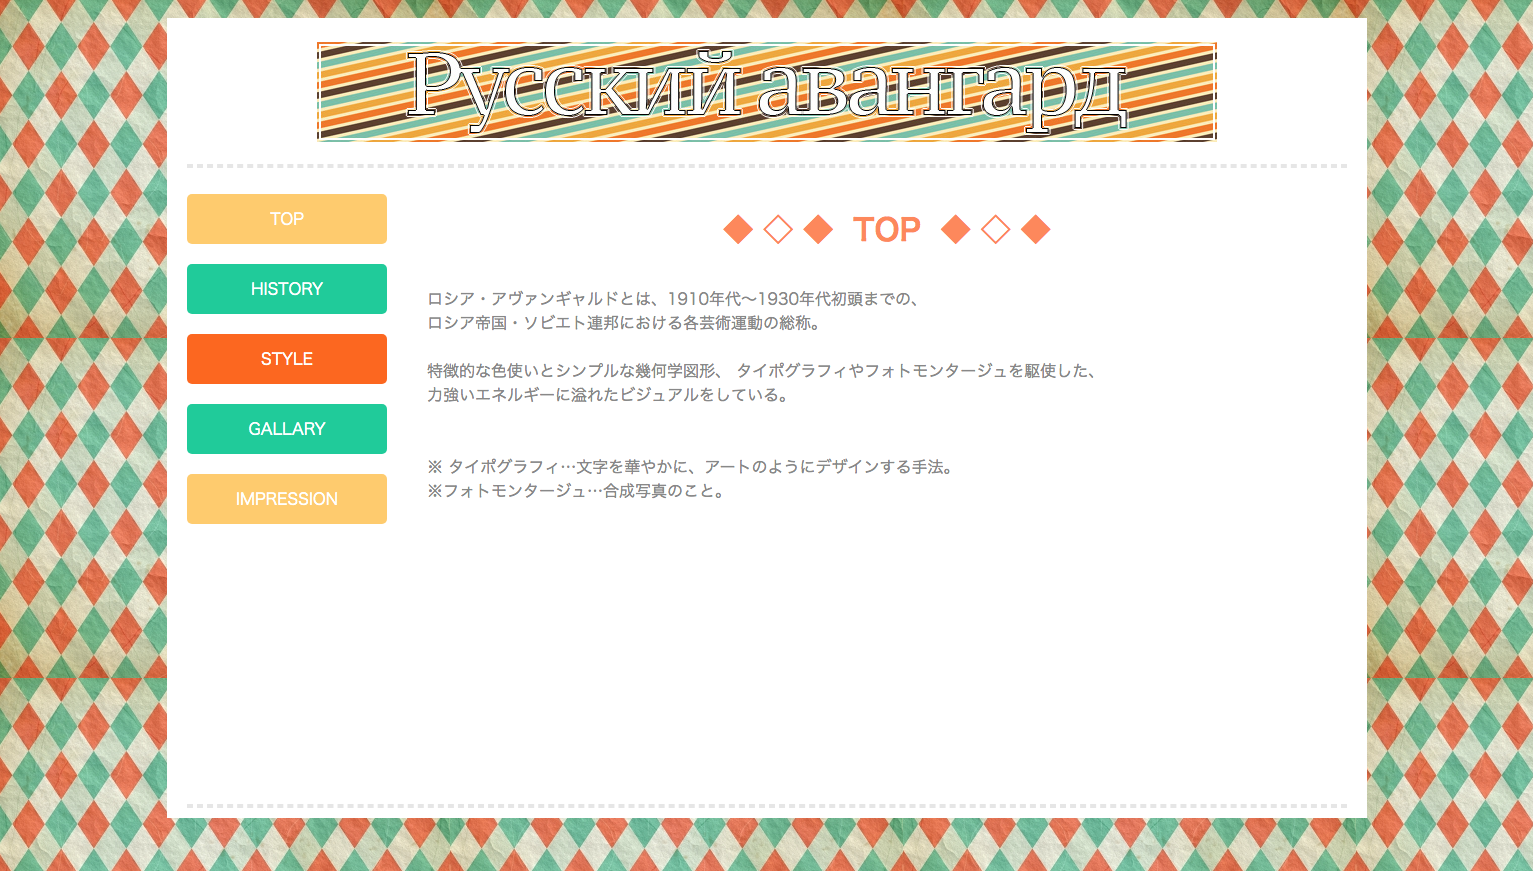 Русский авангард
TOP
HISTORY
STYLE
GALLARY
IMPRESSION
◆ ◇ ◆ TOP ◆ ◇ ◆
ロシア・アヴァンギャルドとは、1910年代〜1930年代初頭までの、
ロシア帝国・ソビエト連邦における各芸術運動の総称。
特徴的な色使いとシンプルな幾何学図形、 タイポグラフィやフォトモンタージュを駆使した、
力強いエネルギーに溢れたビジュアルをしている。
※ タイポグラフィ…文字を華やかに、アートのようにデザインする手法。
※フォトモンタージュ…合成写真のこと。